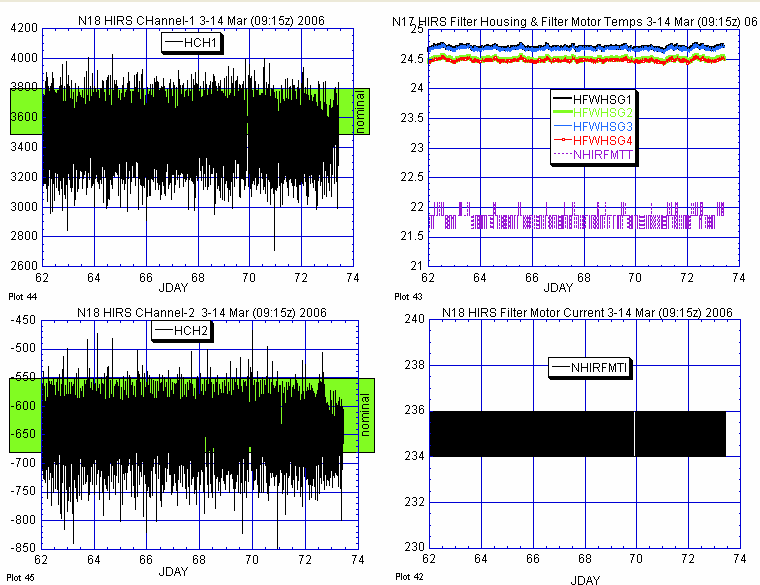 N18 HIRS CHannel-1 3-14 Mar (09:15z) 2006
4200
4000
3800
3600
3400
3200
3000
2800
2600
HCH1
nominal
62 64 66 68 70 72 74
JDAY
Plot 44
N17 HIRS Filter Housing & Filter Motor Temps 3-14 Mar (09:15z) 06
25
24.5
24
23.5
23
22.5
22
21.5
21
HFWHSG1
HFWHSG2
HFWHSG3
HFWHSG4
NHIRFMTT
62 64 66 68 70 72 74
JDAY
Plot 43
N18 HIRS CHannel-2 3-14 Mar (09:15z) 2006
-450
-500
-550
-600
-650
-700
-750
-800
-850
HCH2
nominal
62 64 66 68 70 72 74
JDAY
Plot 45
N18 HIRS Filter Motor Current 3-14 Mar (09:15z) 2006
240
238
236
234
232
230
NHIRFMTI
62 64 66 68 70 72 74
JDAY
Plot 42